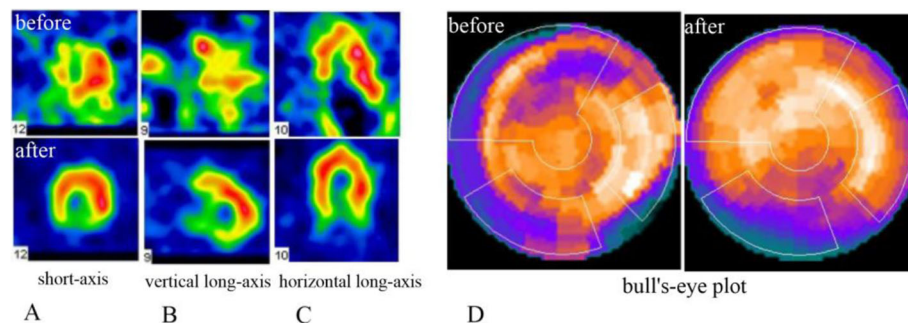 before
12
9
10
after
12
9
10
short-axis
vertical long-axis
horizontal long-axis
A
B
C
before
after
bull's-eye plot
D